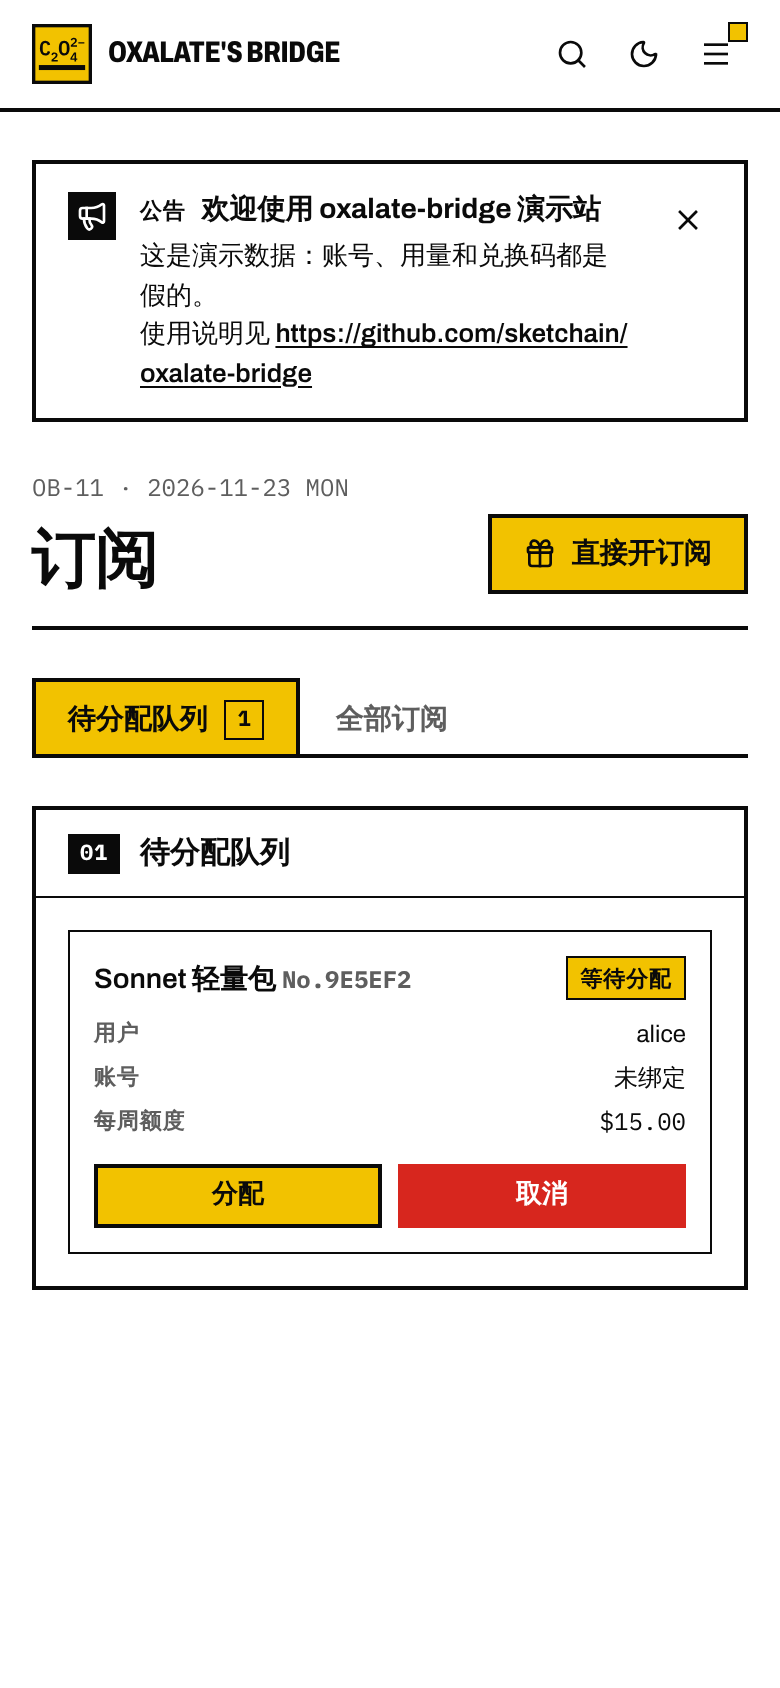 C₂O₄²⁻
OXALATE'S BRIDGE
公告 欢迎使用 oxalate-bridge 演示站
这是演示数据：账号、用量和兑换码都是
假的。
使用说明见 https://github.com/sketchain/
oxalate-bridge
OB-11 · 2026-11-23 MON
订阅
直接开订阅
待分配队列 1
全部订阅
01 待分配队列
Sonnet 轻量包 No.9E5EF2 等待分配
用户 alice
账号 未绑定
每周额度 $15.00
分配 取消